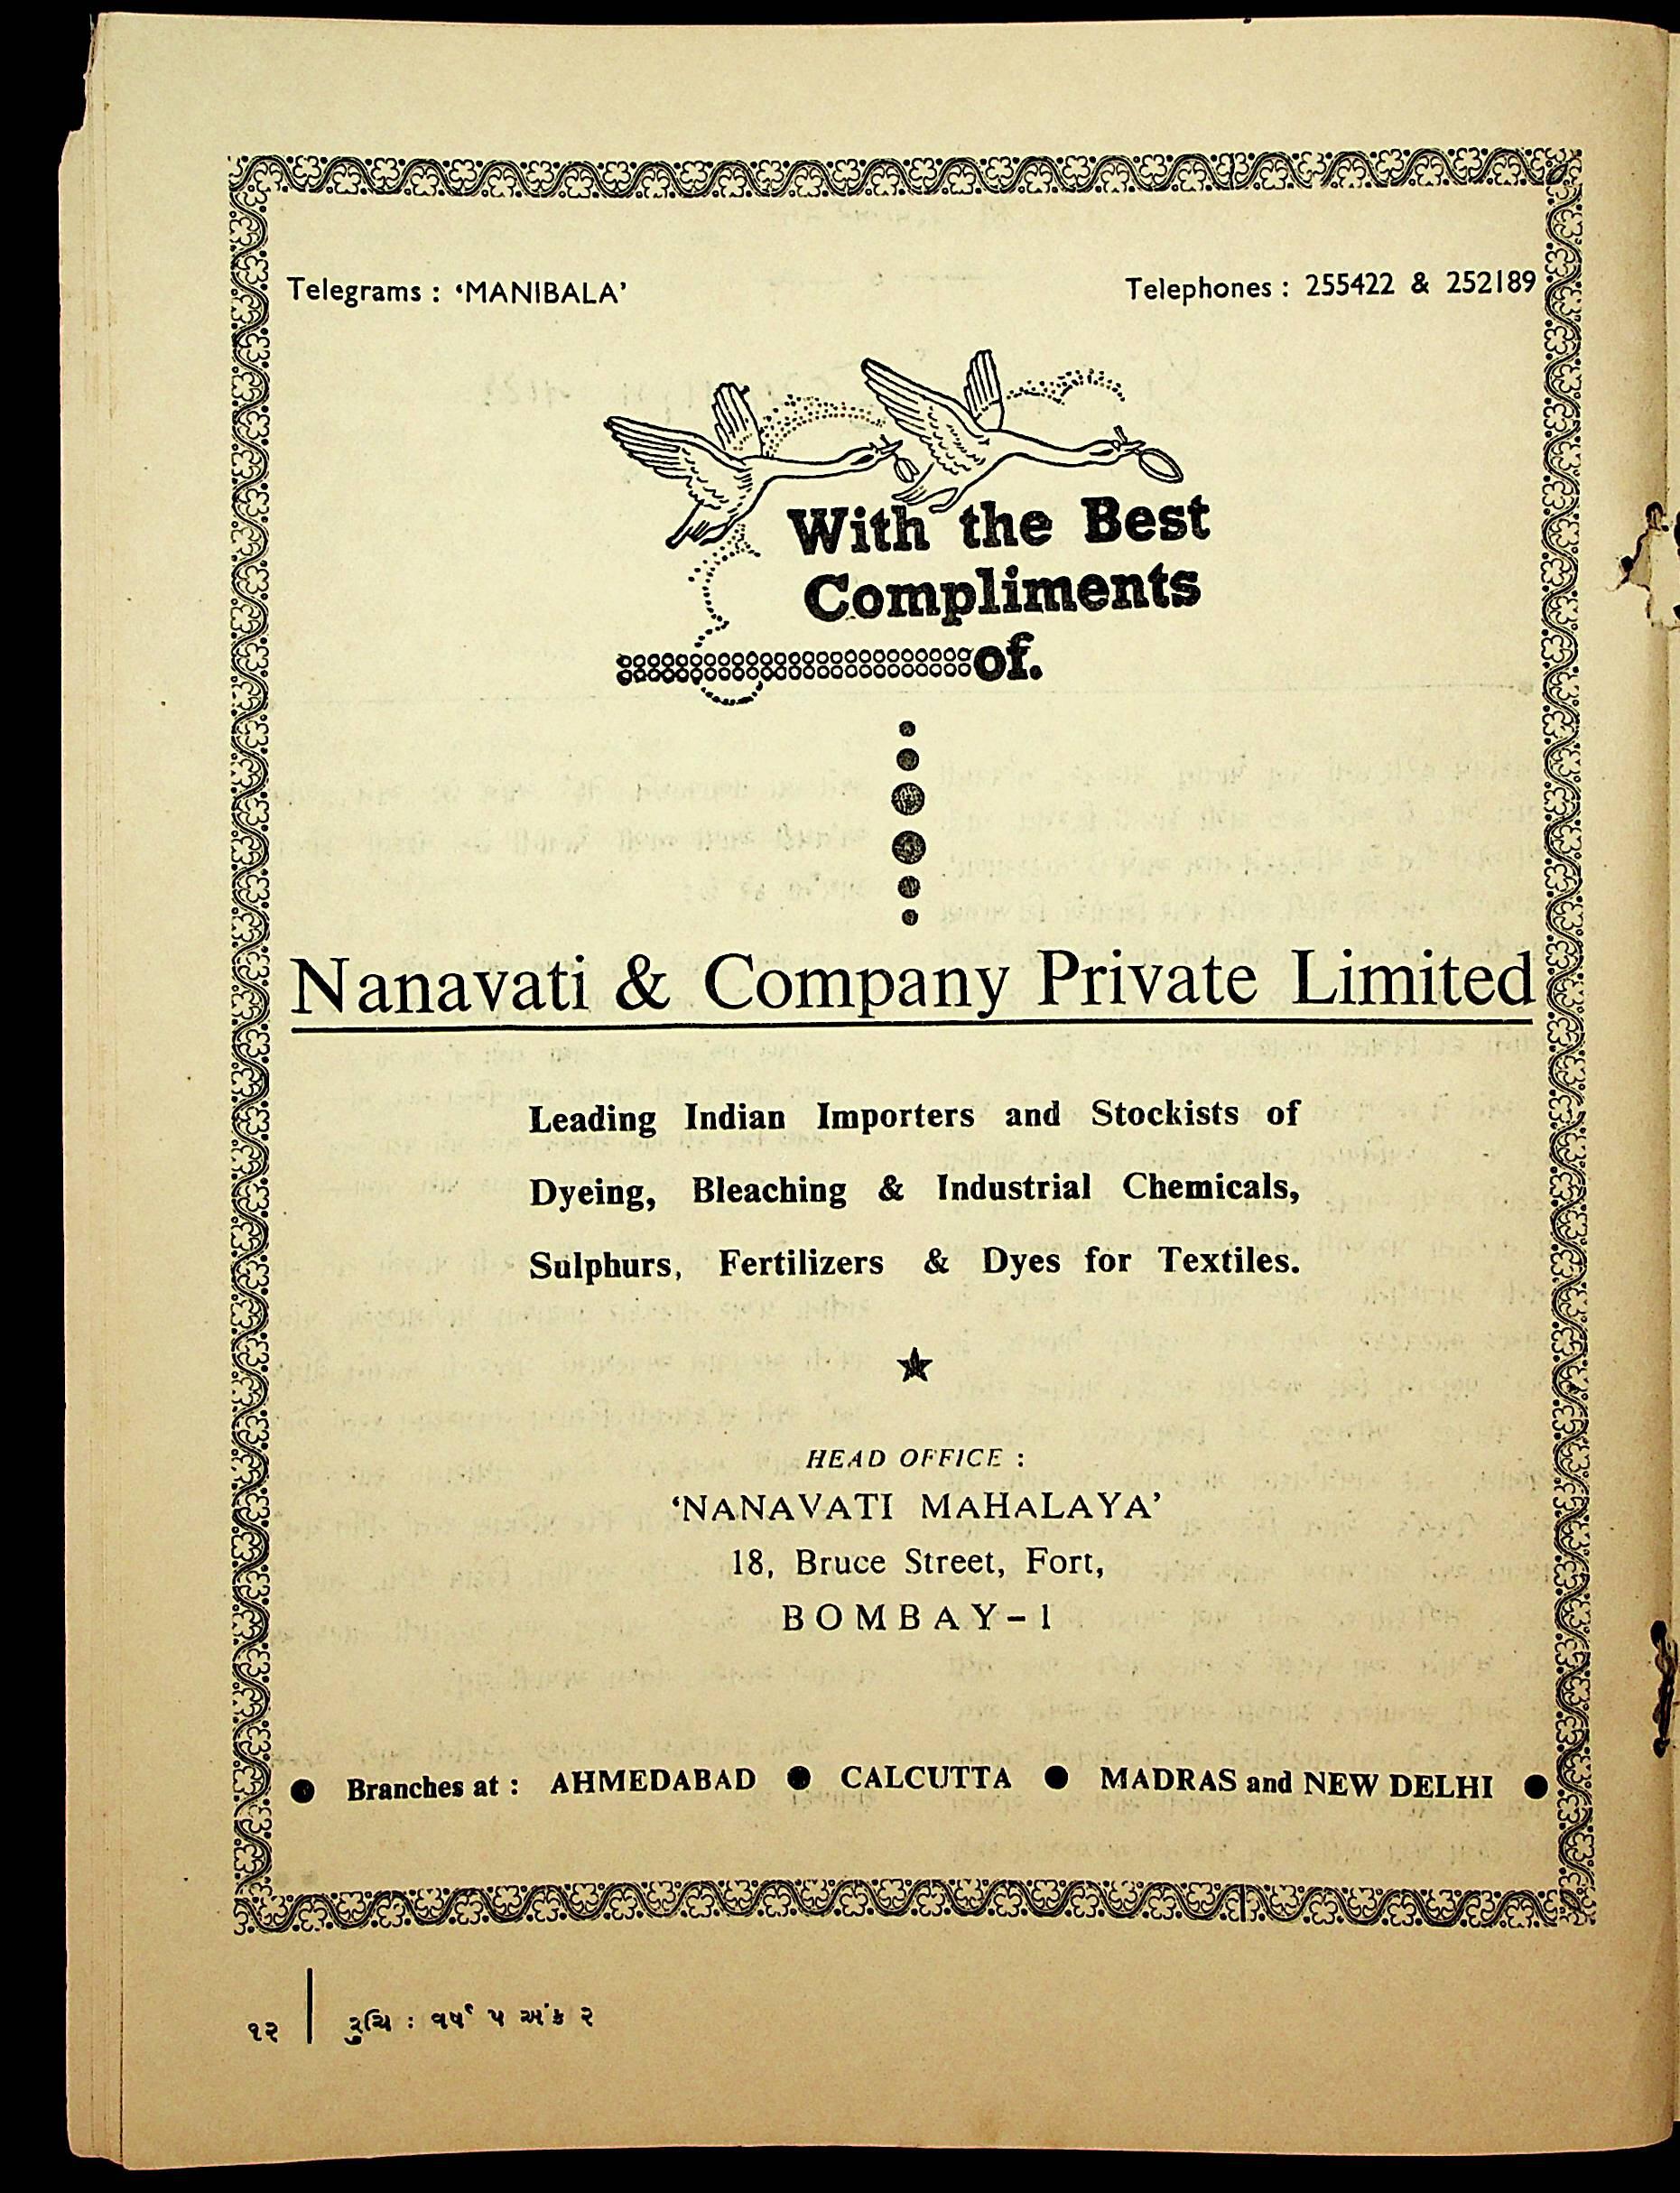 Telegrams : ‘MANIBALA’
Telephones : 255422 & 252189
With the Best
Compliments
of.
Nanavati & Company Private Limited
Leading Indian Importers and Stockists of
Dyeing, Bleaching & Industrial Chemicals,
Sulphurs, Fertilizers & Dyes for Textiles.
HEAD OFFICE :
‘NANAVATI MAHALAYA’
18, Bruce Street, Fort,
BOMBAY-1
● Branches at : AHMEDABAD ● CALCUTTA ● MADRAS and NEW DELHI ●
૧૨ | રુચિ : વર્ષ ૫ અંક ૨